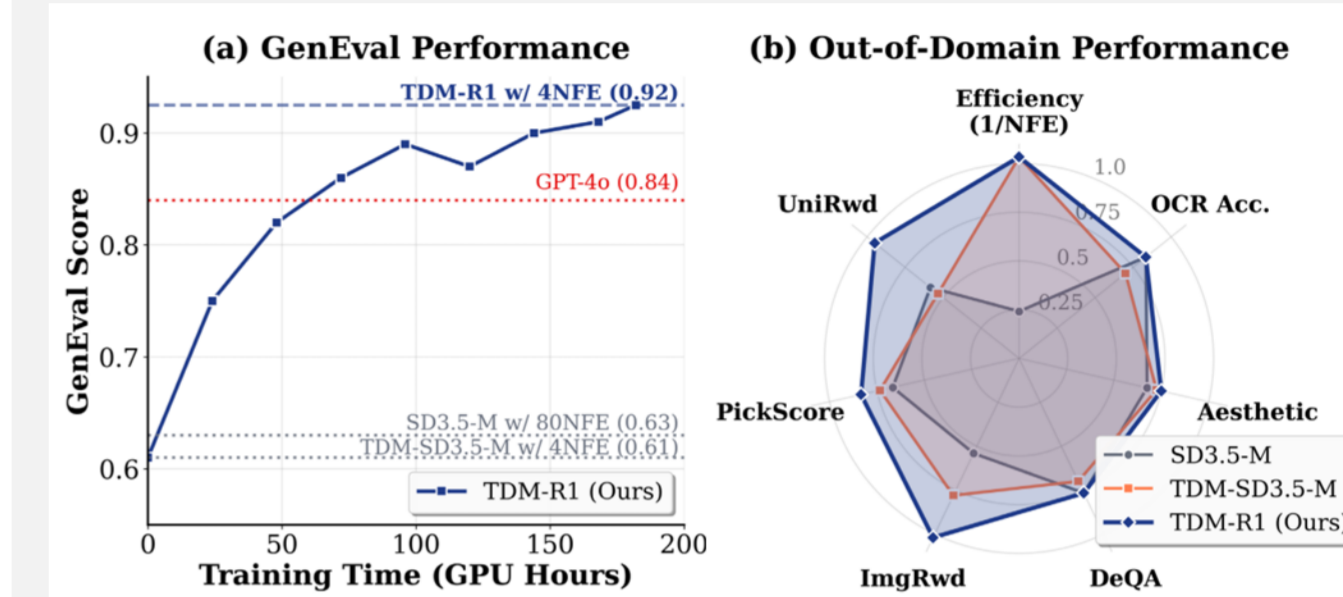 (a) GenEval Performance
TDM-R1 w/ 4NFE (0.92)
GPT-4o (0.84)
SD3.5-M w/ 80NFE (0.63)
TDM-SD3.5-M w/ 4NFE (0.61)
TDM-R1 (Ours)
GenEval Score
0.9
0.8
0.7
0.6
0
50
100
150
200
Training Time (GPU Hours)
(b) Out-of-Domain Performance
Efficiency
(1/NFE)
1.0
0.75
0.5
0.25
UniRwd
OCR Acc.
PickScore
Aesthetic
ImgRwd
DeQA
SD3.5-M
TDM-SD3.5-M
TDM-R1 (Ours)